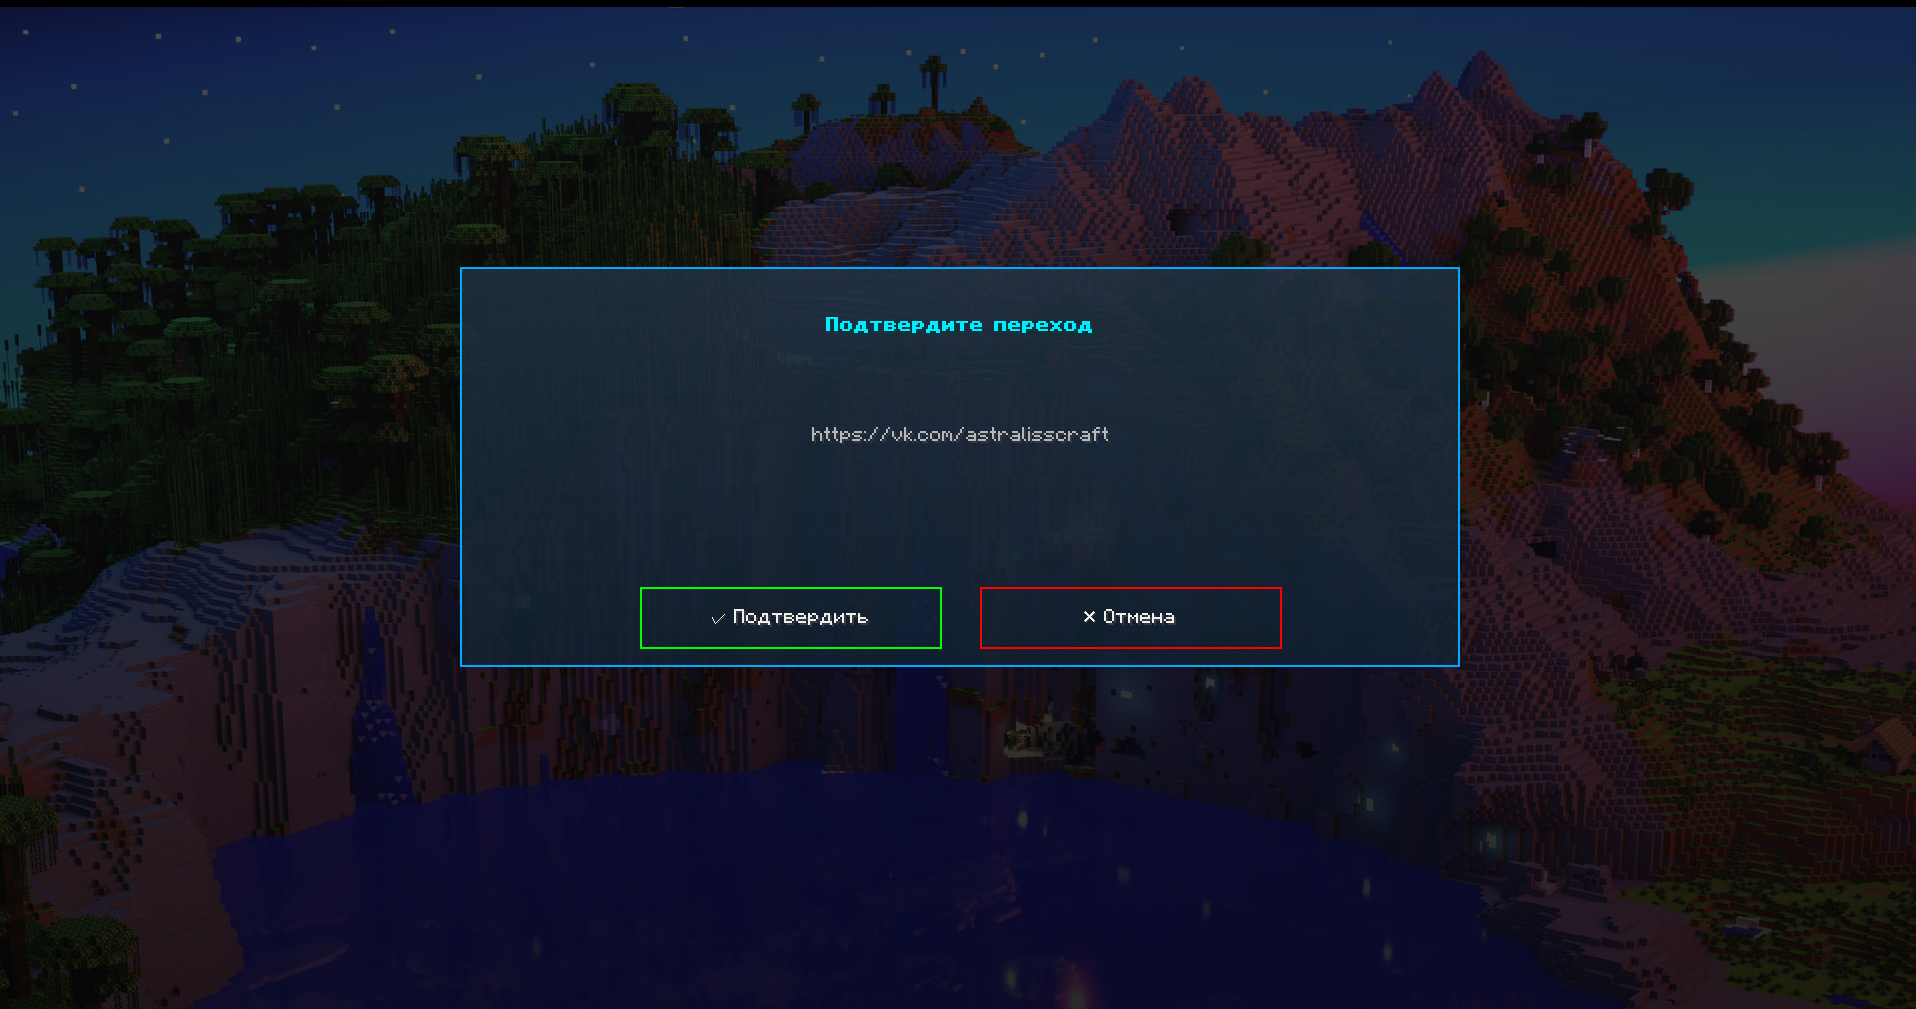 Подтвердите переход
https://vk.com/astralisscraft
✓ Подтвердить
✕ Отмена